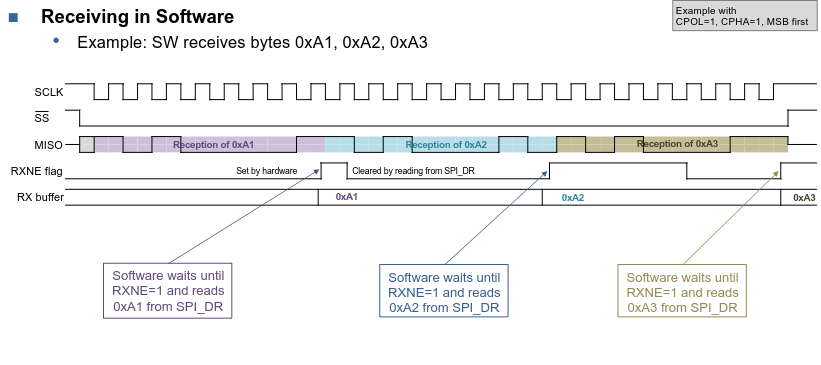 Receiving in Software
Example with
CPOL=1, CPHA=1, MSB first
Example: SW receives bytes 0xA1, 0xA2, 0xA3
SCLK
SS
MISO
Reception of 0xA1
Reception of 0xA2
Reception of 0xA3
RXNE flag
Set by hardware
Cleared by reading from SPI_DR
RX buffer
0xA1
0xA2
0xA3
Software waits until
RXNE=1 and reads
0xA1 from SPI_DR
Software waits until
RXNE=1 and reads
0xA2 from SPI_DR
Software waits until
RXNE=1 and reads
0xA3 from SPI_DR